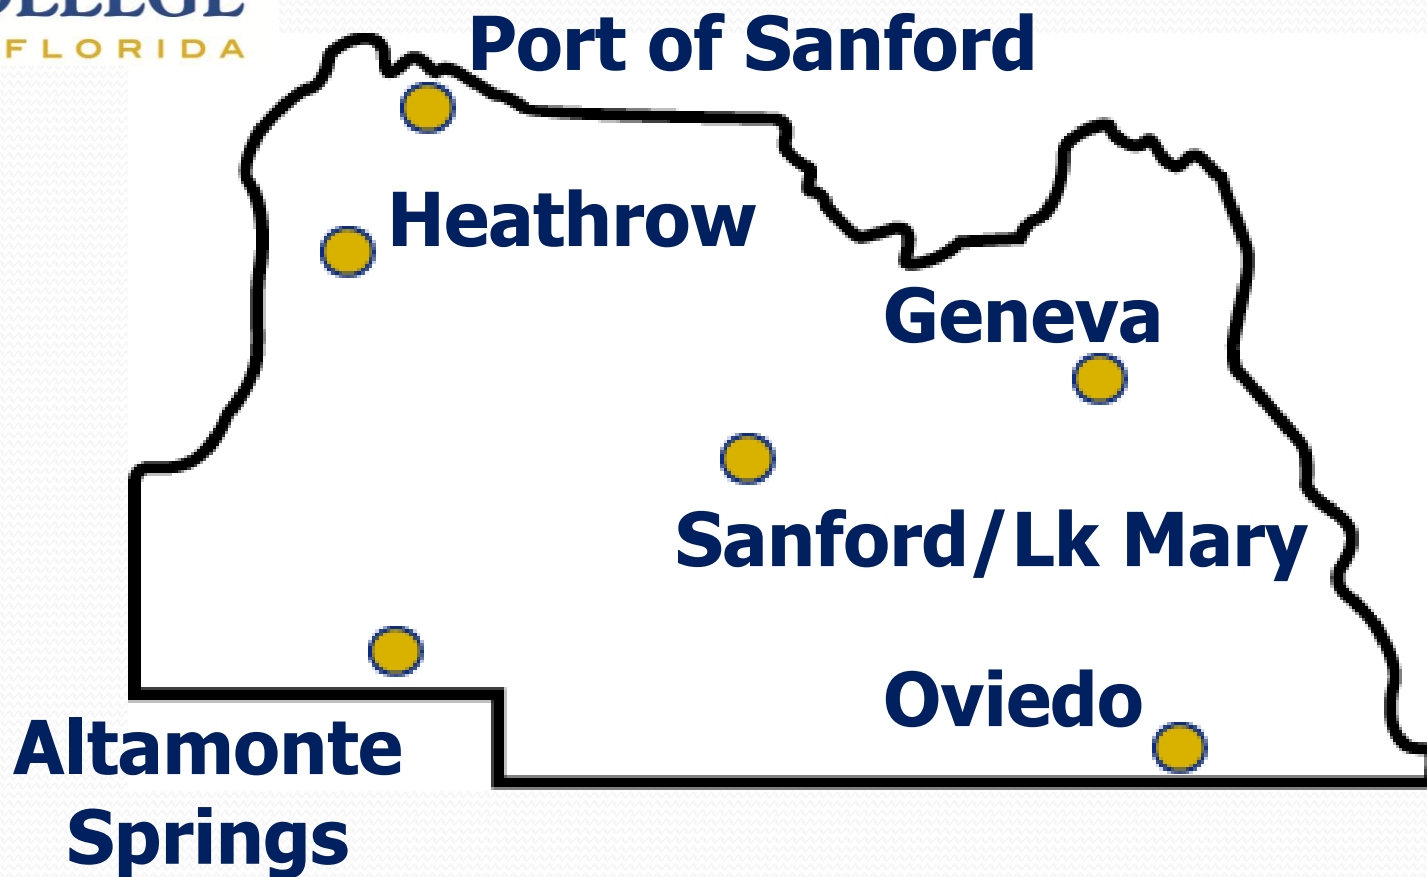 FLORIDA
Port of Sanford
Heathrow
Geneva
Sanford/Lk Mary
Oviedo
Altamonte
Springs